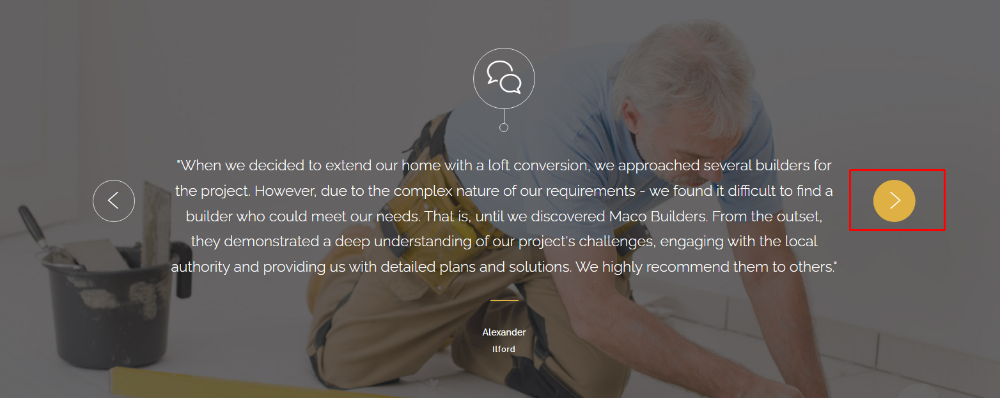 "When we decided to extend our home with a loft conversion, we approached several builders for
the project. However, due to the complex nature of our requirements - we found it difficult to find a
builder who could meet our needs. That is, until we discovered Maco Builders. From the outset,
they demonstrated a deep understanding of our project's challenges, engaging with the local
authority and providing us with detailed plans and solutions. We highly recommend them to others."
Alexander
Ilford